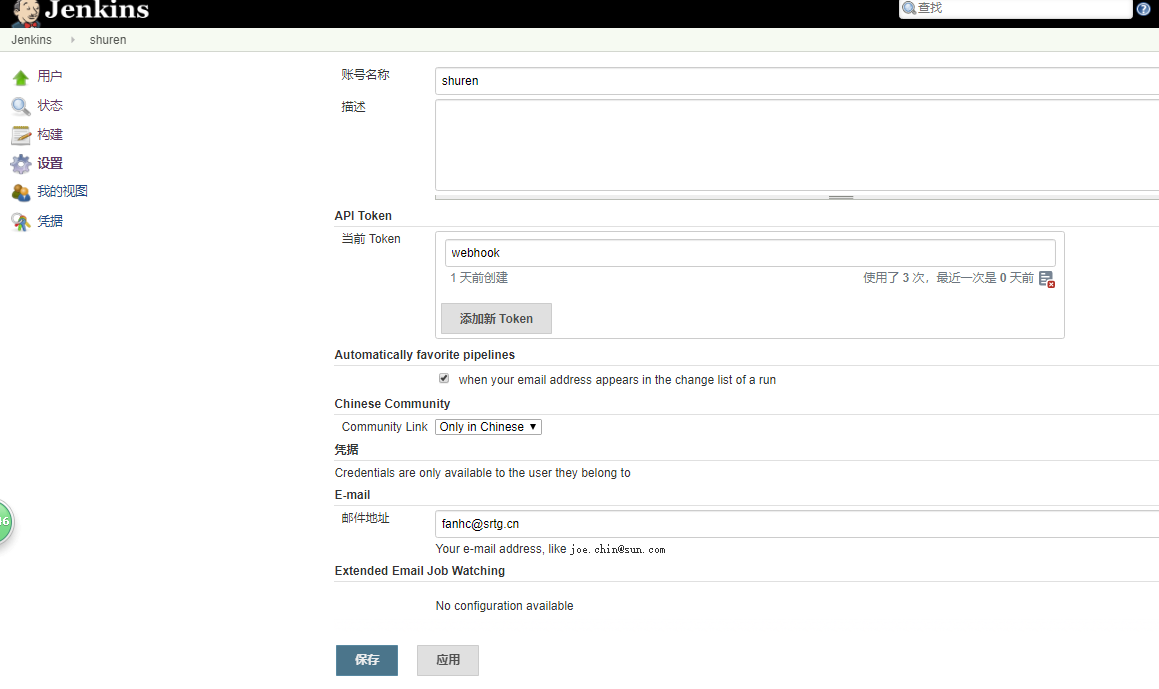 Jenkins
查找
Jenkins
shuren
用户
状态
构建
设置
我的视图
凭据
账号名称
shuren
描述
API Token
当前 Token
webhook
1 天前创建
使用了 3 次，最近一次是 0 天前
添加新 Token
Automatically favorite pipelines
when your email address appears in the change list of a run
Chinese Community
Community Link
Only in Chinese
凭据
Credentials are only available to the user they belong to
E-mail
邮件地址
fanhc@srtg.cn
Your e-mail address, like joe.chin@sun.com
Extended Email Job Watching
No configuration available
保存
应用